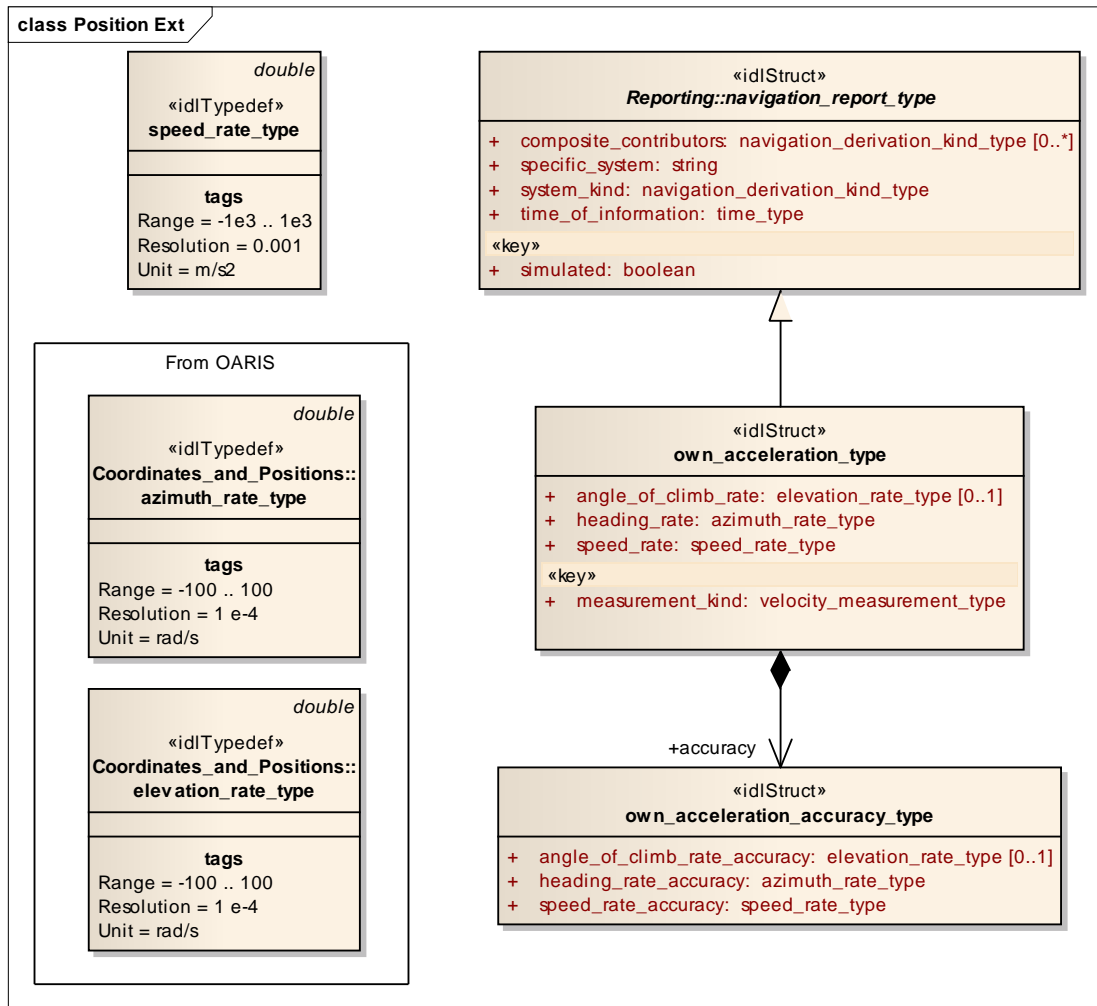 class Position Ext
double
«idlTypedef»
speed_rate_type
tags
Range = -1e3 .. 1e3
Resolution = 0.001
Unit = m/s2
From OARIS
double
«idlTypedef»
Coordinates_and_Positions::
azimuth_rate_type
tags
Range = -100 .. 100
Resolution = 1 e-4
Unit = rad/s
double
«idlTypedef»
Coordinates_and_Positions::
elevation_rate_type
tags
Range = -100 .. 100
Resolution = 1 e-4
Unit = rad/s
«idlStruct»
Reporting::navigation_report_type
+ composite_contributors: navigation_derivation_kind_type [0..*]
+ specific_system: string
+ system_kind: navigation_derivation_kind_type
+ time_of_information: time_type
«key»
+ simulated: boolean
«idlStruct»
own_acceleration_type
+ angle_of_climb_rate: elevation_rate_type [0..1]
+ heading_rate: azimuth_rate_type
+ speed_rate: speed_rate_type
«key»
+ measurement_kind: velocity_measurement_type
+accuracy
«idlStruct»
own_acceleration_accuracy_type
+ angle_of_climb_rate_accuracy: elevation_rate_type [0..1]
+ heading_rate_accuracy: azimuth_rate_type
+ speed_rate_accuracy: speed_rate_type